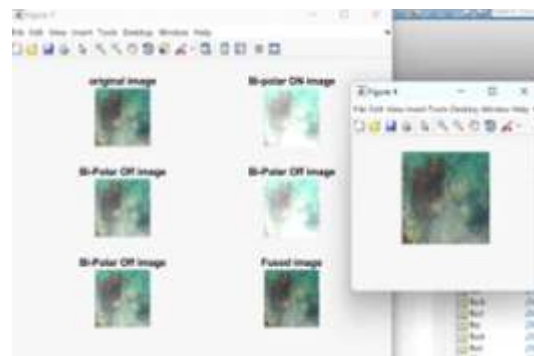 Figure
File Edit View Insert Tools Desktop Window Help
original image
Bi-polar ON image
Bi-Polar Off image
Bi-Polar Off image
Bi-Polar Off image
Fused image
Figure
File Edit View Insert Tools Desktop Window Help